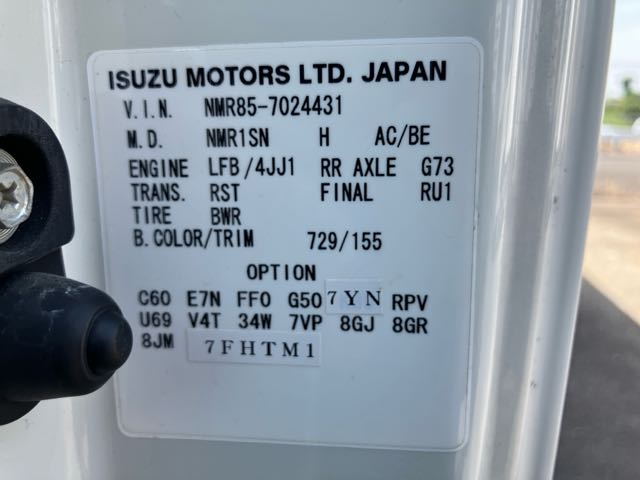 ISUZU MOTORS LTD. JAPAN
V.I.N. NMR85-7024431
M.D. NMR1SN H AC/BE
ENGINE LFB/4JJ1 RR AXLE G73
TRANS. RST FINAL RU1
TIRE BWR
B.COLOR/TRIM 729/155
OPTION
C60 E7N FF0 G50 7YN RPV
U69 V4T 34W 7VP 8GJ 8GR
8JM 7FHTM1